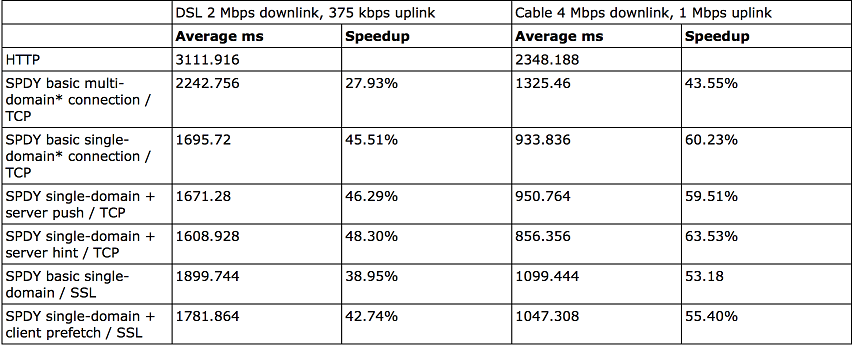 DSL 2 Mbps downlink, 375 kbps uplink Cable 4 Mbps downlink, 1 Mbps uplink
Average ms Speedup Average ms Speedup
HTTP 3111.916 2348.188
SPDY basic multi- 2242.756 27.93% 1325.46 43.55%
domain* connection /
TCP
SPDY basic single- 1695.72 45.51% 933.836 60.23%
domain* connection /
TCP
SPDY single-domain + 1671.28 46.29% 950.764 59.51%
server push / TCP
SPDY single-domain + 1608.928 48.30% 856.356 63.53%
server hint / TCP
SPDY basic single- 1899.744 38.95% 1099.444 53.18
domain / SSL
SPDY single-domain + 1781.864 42.74% 1047.308 55.40%
client prefetch / SSL